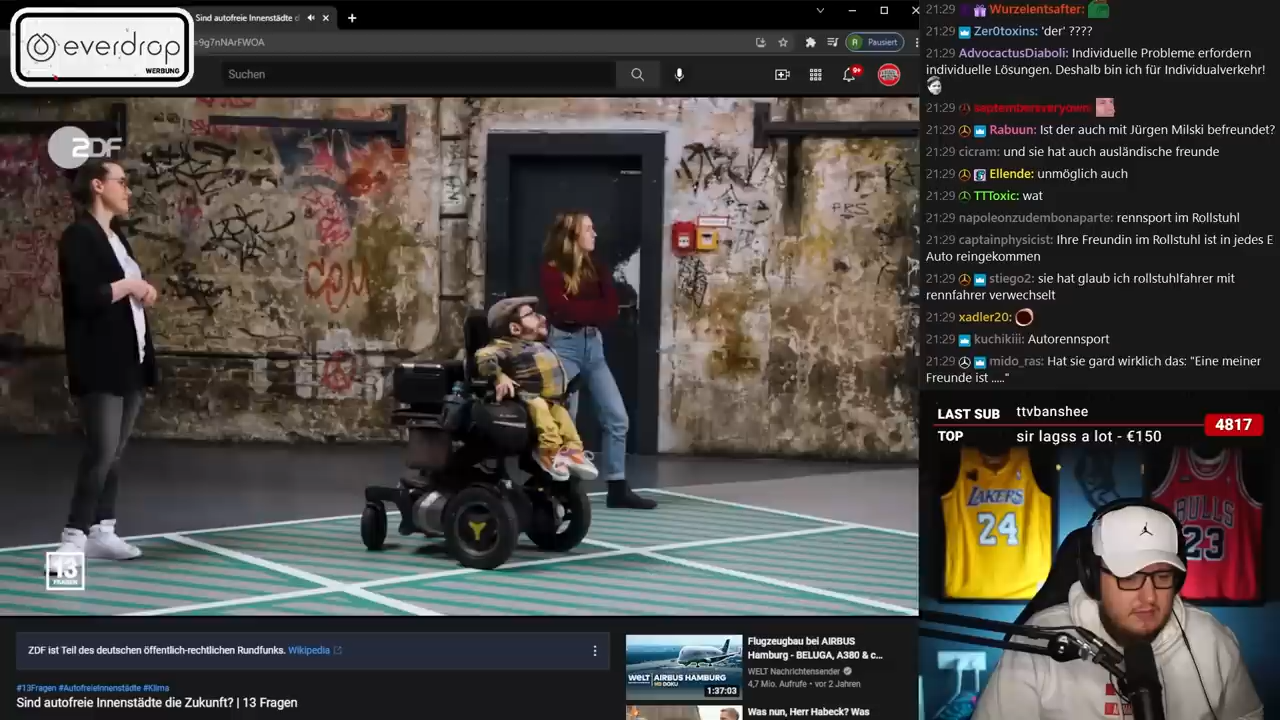 everdrop
WERBUNG
Sind autofreie Innenstädte d
=9g7nNArFWOA
R Pausiert
Suchen
9+
ZDF
13
FRAGEN
ZDF ist Teil des deutschen öffentlich-rechtlichen Rundfunks. Wikipedia
#13Fragen #AutofreieInnenstädte #Klima
Sind autofreie Innenstädte die Zukunft? | 13 Fragen
WELT AIRBUS HAMBURG
HD DOKU
1:37:03
Flugzeugbau bei AIRBUS
Hamburg - BELUGA, A380 & c...
WELT Nachrichtensender
4,7 Mio. Aufrufe • vor 2 Jahren
Was nun, Herr Habeck? Was
21:29 Wurzelentsafter:
21:29 Zer0toxins: 'der' ????
21:29 AdvocactusDiaboli: Individuelle Probleme erfordern
individuelle Lösungen. Deshalb bin ich für Individualverkehr!
21:29 septembereveryown:
21:29 Rabuun: Ist der auch mit Jürgen Milski befreundet?
21:29 cicram: und sie hat auch ausländische freunde
21:29 Ellende: unmöglich auch
21:29 TTToxic: wat
21:29 napoleonzudembonaparte: rennsport im Rollstuhl
21:29 captainphysicist: Ihre Freundin im Rollstuhl ist in jedes E
Auto reingekommen
21:29 stiego2: sie hat glaub ich rollstuhlfahrer mit
rennfahrer verwechselt
21:29 xadler20:
21:29 kuchikiii: Autorennsport
21:29 mido_ras: Hat sie gard wirklich das: "Eine meiner
Freunde ist ....."
LAST SUB ttvbanshee
TOP sir lagss a lot - €150
4817
LAKERS
24
BULLS
23